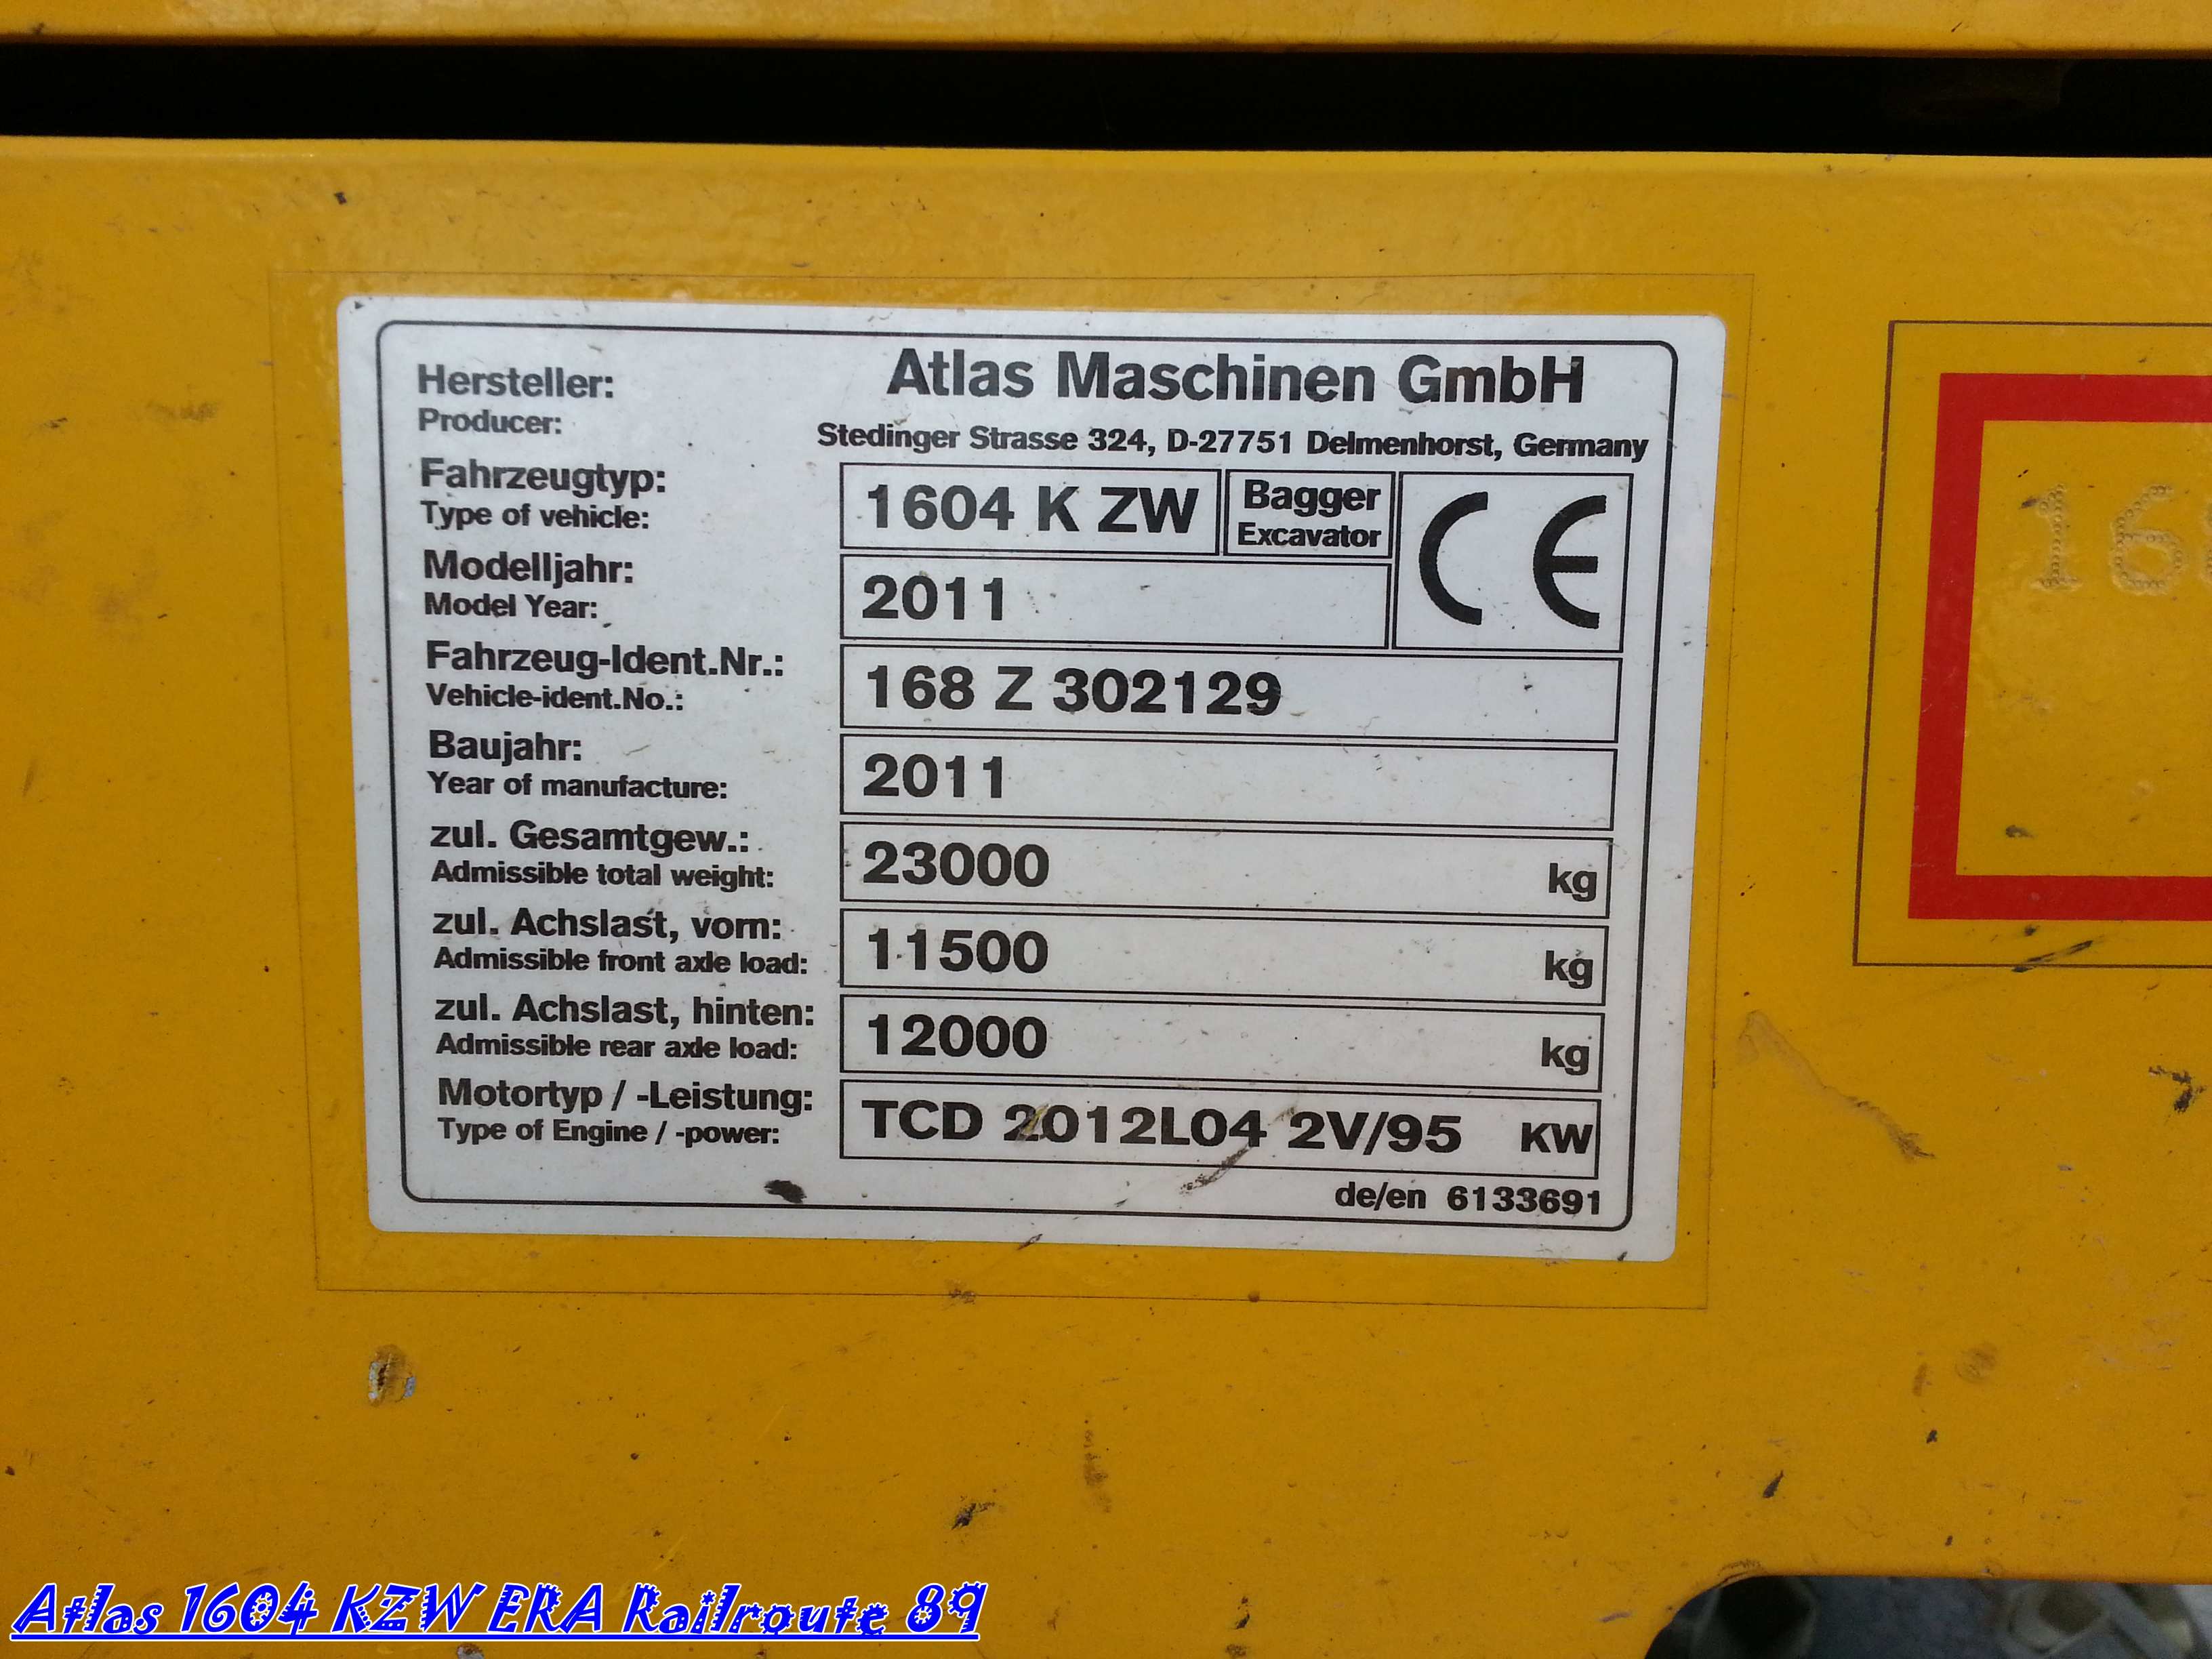 Hersteller: Atlas Maschinen GmbH
Producer: Stedinger Strasse 324, D-27751 Delmenhorst, Germany
Fahrzeugtyp: 1604 K ZW Bagger
Type of vehicle: Excavator CE
Modelljahr: 2011
Model Year:
Fahrzeug-Ident.Nr.: 168 Z 302129
Vehicle-ident.No.:
Baujahr: 2011
Year of manufacture:
zul. Gesamtgew.: 23000 kg
Admissible total weight:
zul. Achslast, vorn: 11500 kg
Admissible front axle load:
zul. Achslast, hinten: 12000 kg
Admissible rear axle load:
Motortyp / -Leistung: TCD 2012L04 2V/95 KW
Type of Engine / -power:
de/en 6133691
Atlas 1604 KZW ERA Railroute 89